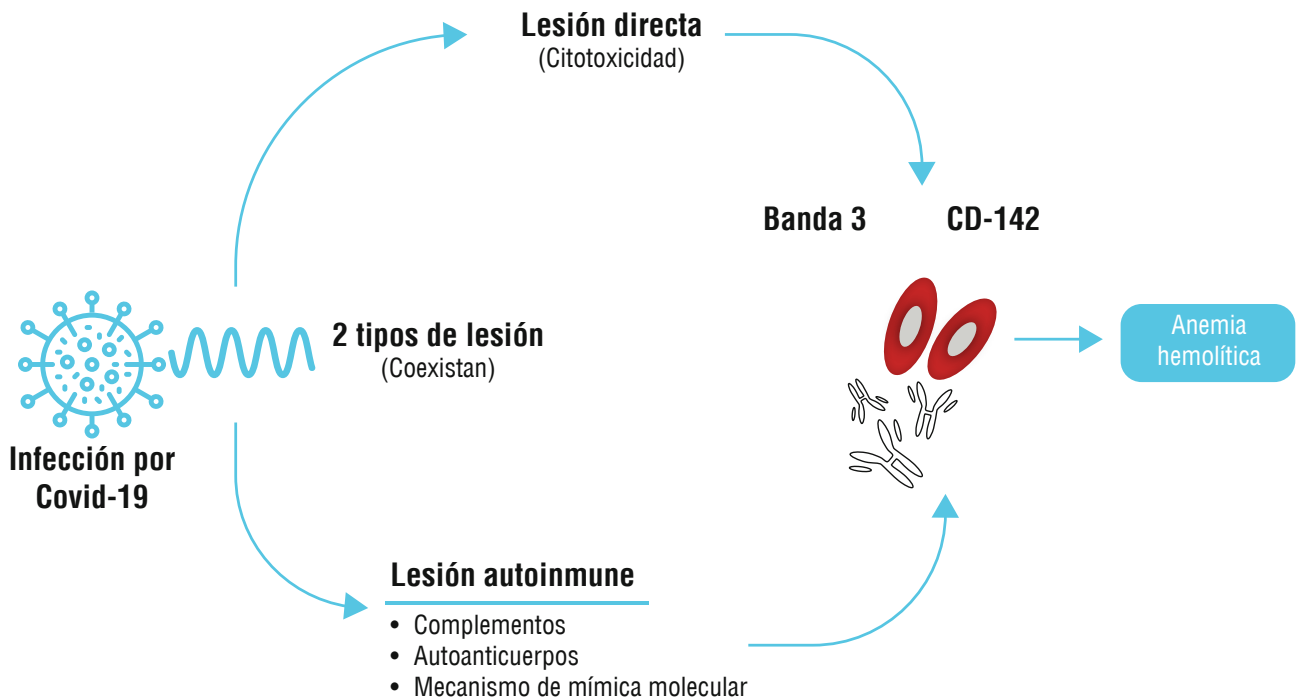 Lesión directa
(Citotoxicidad)
Banda 3
CD-142
2 tipos de lesión
(Coexistan)
Anemia
hemolítica
Infección por
Covid-19
Lesión autoinmune
• Complementos
• Autoanticuerpos
• Mecanismo de mímica molecular